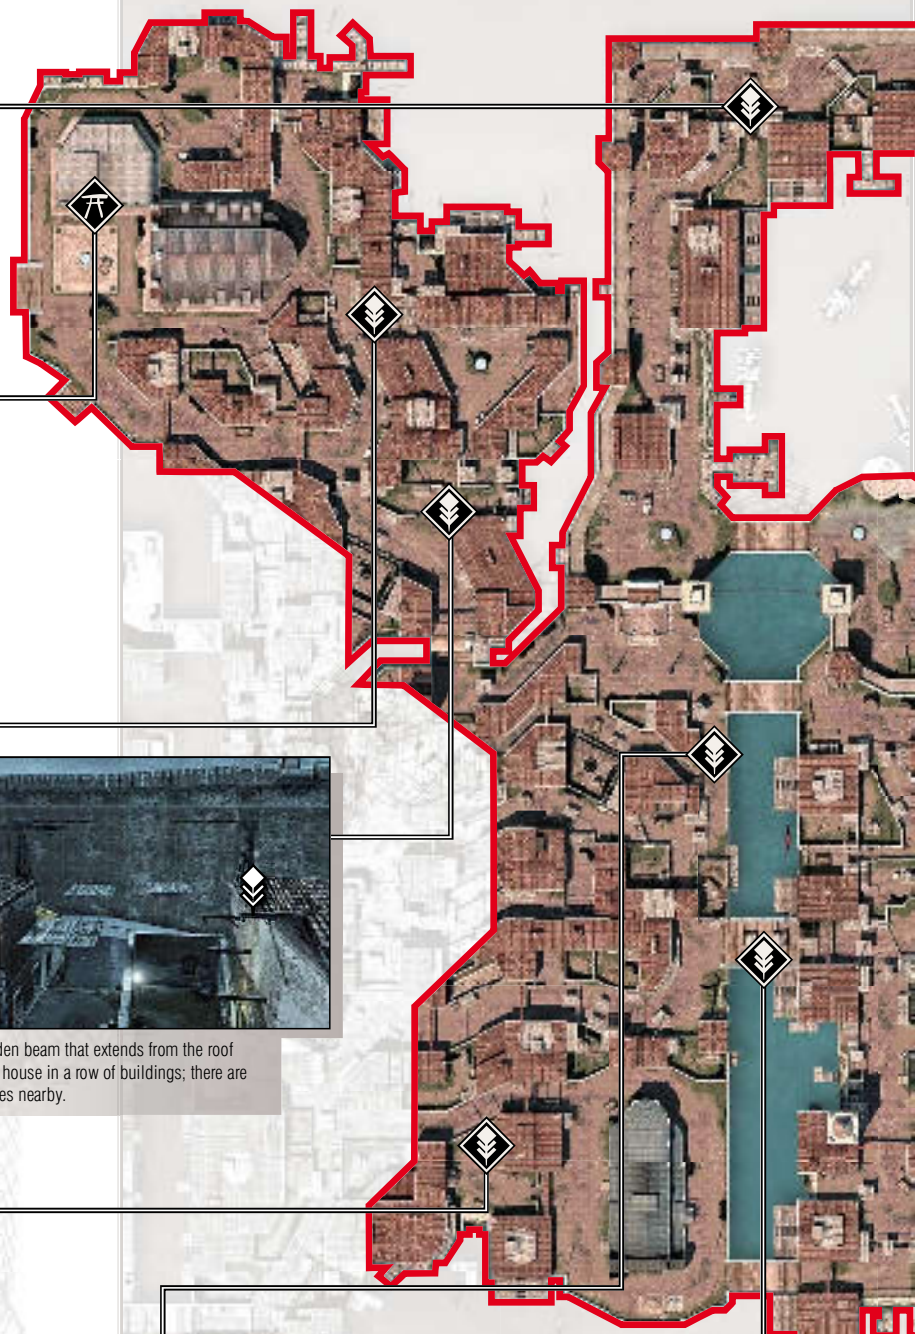 den beam that extends from the roof
house in a row of buildings; there are
es nearby.